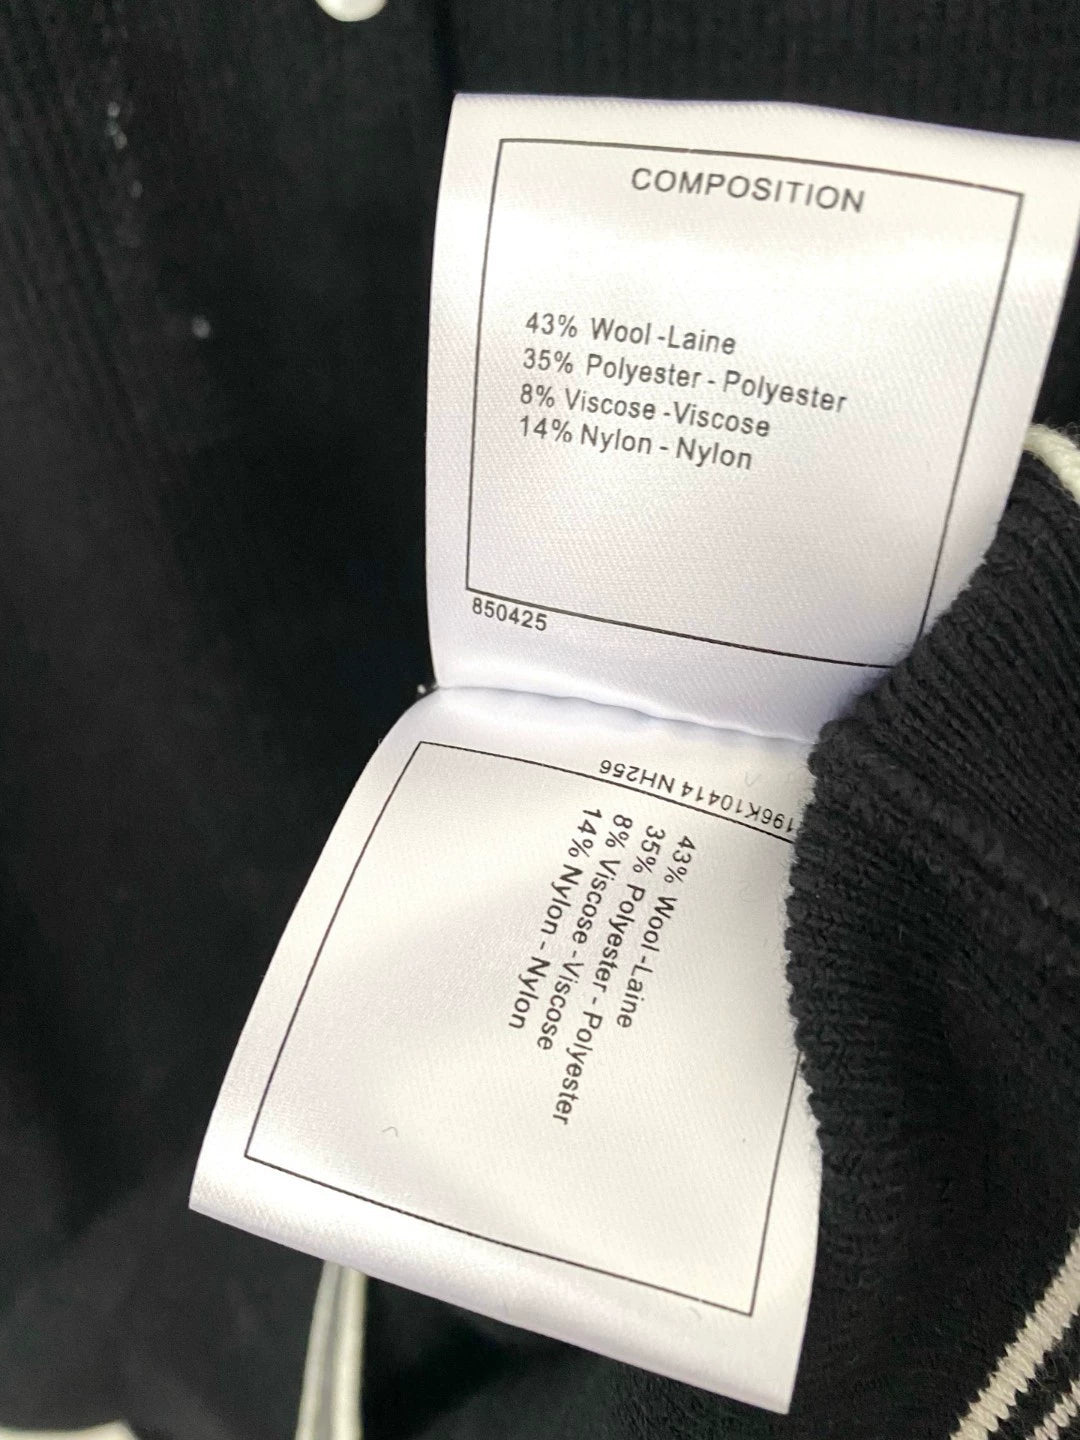 COMPOSITION
43% Wool -Laine
35% Polyester - Polyester
8% Viscose -Viscose
14% Nylon - Nylon
850425
196K10414 NH256
43% Wool -Laine
35% Polyester - Polyester
8% Viscose -Viscose
14% Nylon - Nylon